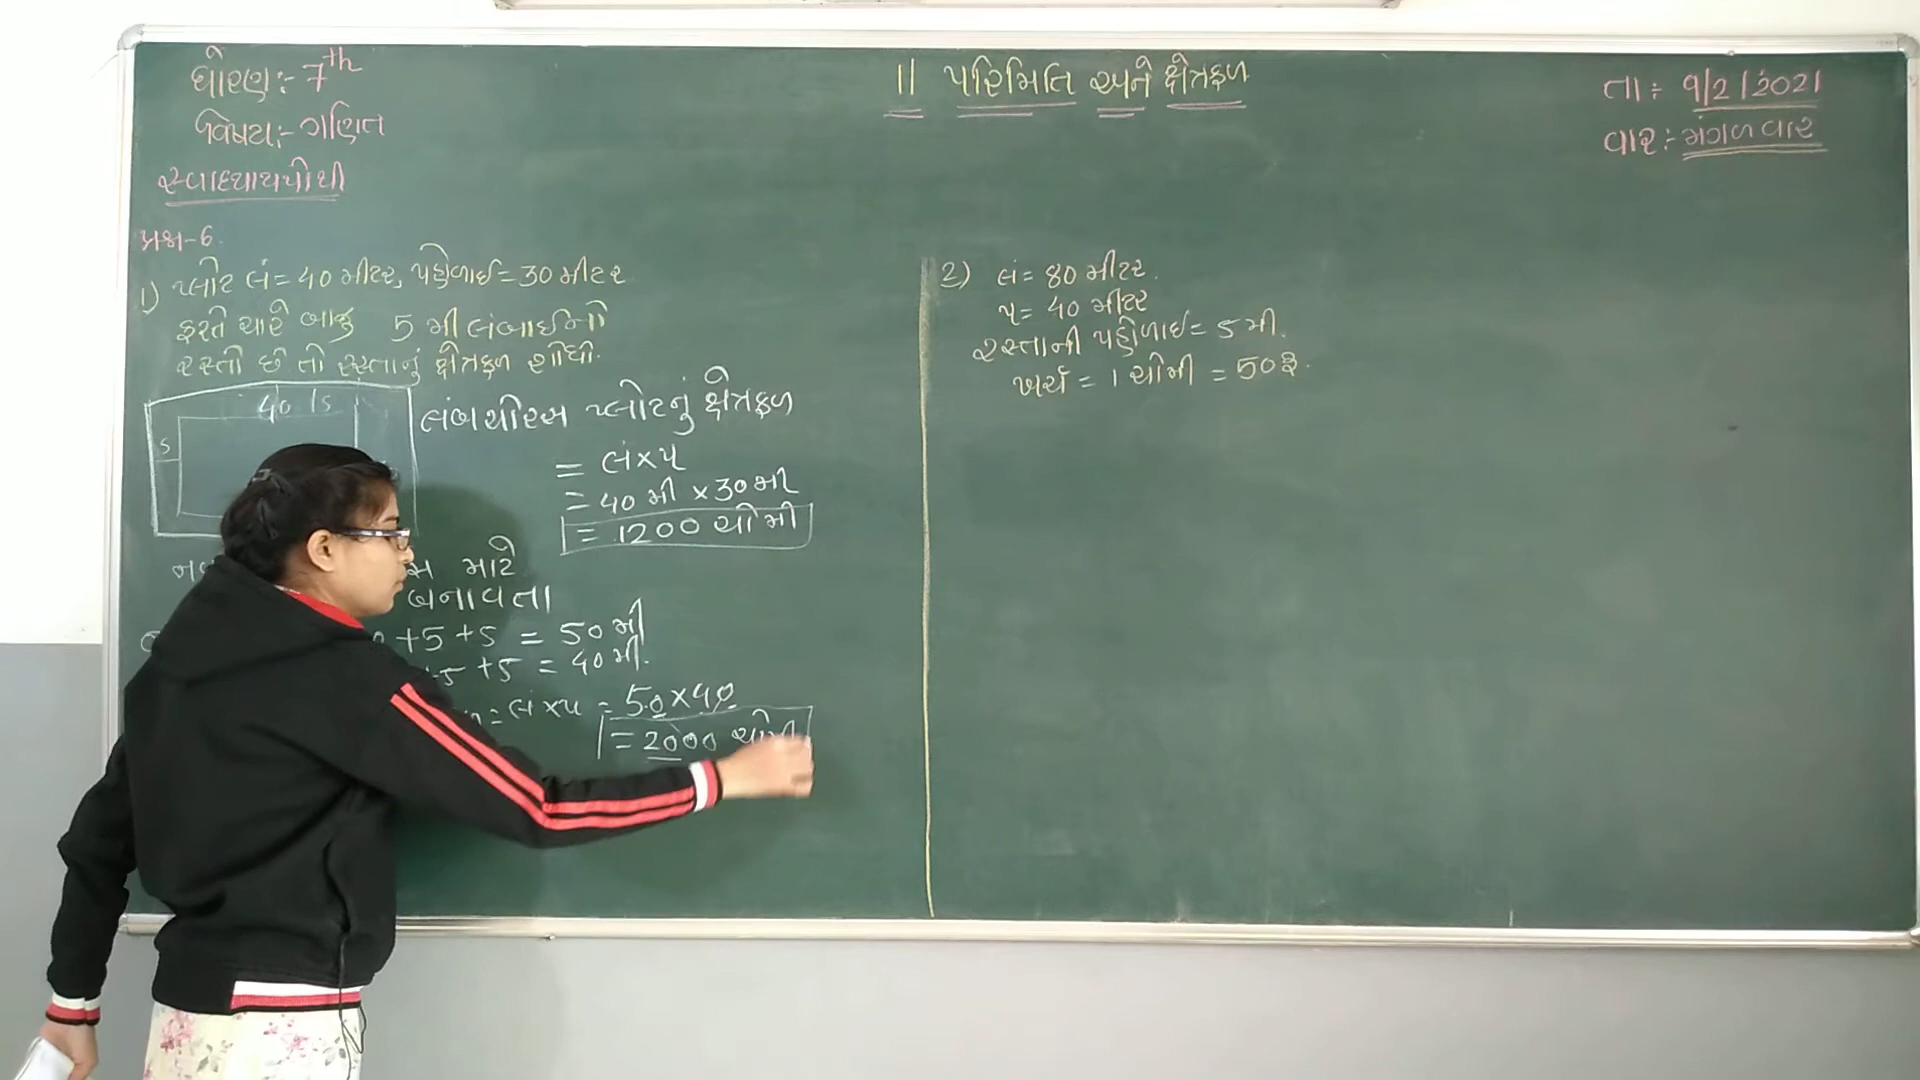 ધોરણ:- 7th
વિષય:- ગણિત
સ્વાધ્યાયપોથી
11 પરિમિતિ અને ક્ષેત્રફળ
તા:- 9/2/2021
વાર:- મંગળવાર
પ્રશ્ન-6.
1) પ્લોટ લં = 40 મીટર, પહોળાઈ = 30 મીટર
ફરતે ચારે બાજુ 5 મી લંબાઈનો
રસ્તો છે તો રસ્તાનું ક્ષેત્રફળ શોધો.
40 15
5
લંબચોરસ પ્લોટનું ક્ષેત્રફળ
= લં × પ
= 40 મી × 30 મી
= 1200 ચોમી
માટે
બનાવતા
+5 +5 = 50 મી
+5 +5 = 40 મી.
= લં × પ = 50 × 40
= 2000 ચોમી
2) લં = 80 મીટર.
પ = 40 મીટર
રસ્તાની પહોળાઈ = 5 મી.
ખર્ચ = 1 ચોમી = 50 રૂ.